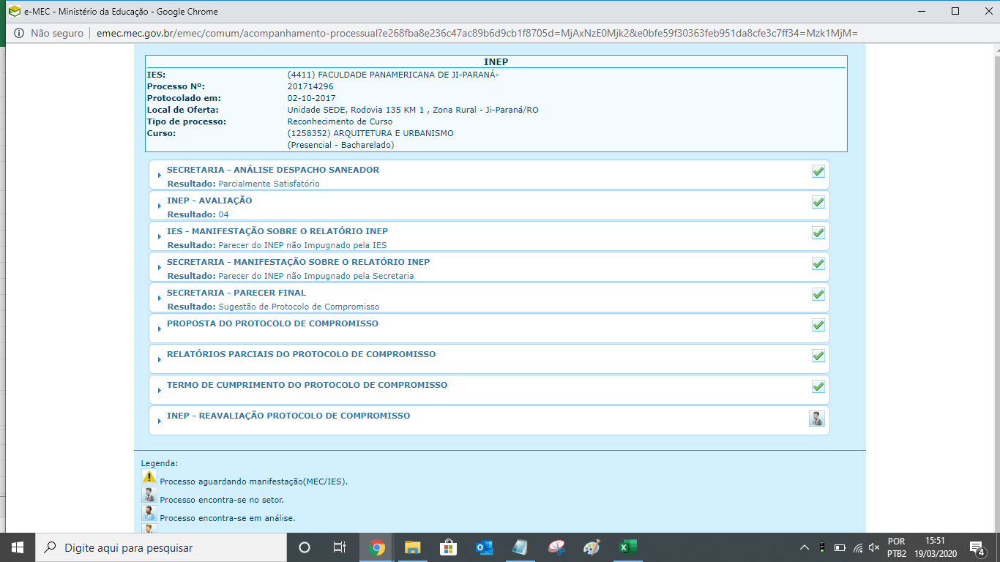 e-MEC - Ministério da Educação - Google Chrome
Não seguro | emec.mec.gov.br/emec/comum/acompanhamento-processual?e268fba8e236c47ac89b6d9cb1f8705d=MjAxNzE0Mjk2&e0bfe59f30363feb951da8cfe3c7ff34=Mzk1MjM=
INEP
IES: (4411) FACULDADE PANAMERICANA DE JI-PARANÁ-
Processo Nº: 201714296
Protocolado em: 02-10-2017
Local de Oferta: Unidade SEDE, Rodovia 135 KM 1 , Zona Rural - Ji-Paraná/RO
Tipo de processo: Reconhecimento de Curso
Curso: (1258352) ARQUITETURA E URBANISMO
(Presencial - Bacharelado)
SECRETARIA - ANÁLISE DESPACHO SANEADOR
Resultado: Parcialmente Satisfatório
INEP - AVALIAÇÃO
Resultado: 04
IES - MANIFESTAÇÃO SOBRE O RELATÓRIO INEP
Resultado: Parecer do INEP não Impugnado pela IES
SECRETARIA - MANIFESTAÇÃO SOBRE O RELATÓRIO INEP
Resultado: Parecer do INEP não Impugnado pela Secretaria
SECRETARIA - PARECER FINAL
Resultado: Sugestão de Protocolo de Compromisso
PROPOSTA DO PROTOCOLO DE COMPROMISSO
RELATÓRIOS PARCIAIS DO PROTOCOLO DE COMPROMISSO
TERMO DE CUMPRIMENTO DO PROTOCOLO DE COMPROMISSO
INEP - REAVALIAÇÃO PROTOCOLO DE COMPROMISSO
Legenda:
Processo aguardando manifestação(MEC/IES).
Processo encontra-se no setor.
Processo encontra-se em análise.
Digite aqui para pesquisar
POR
PTB2
15:51
19/03/2020
4